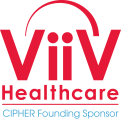 ViiV
Healthcare
CIPHER Founding Sponsor